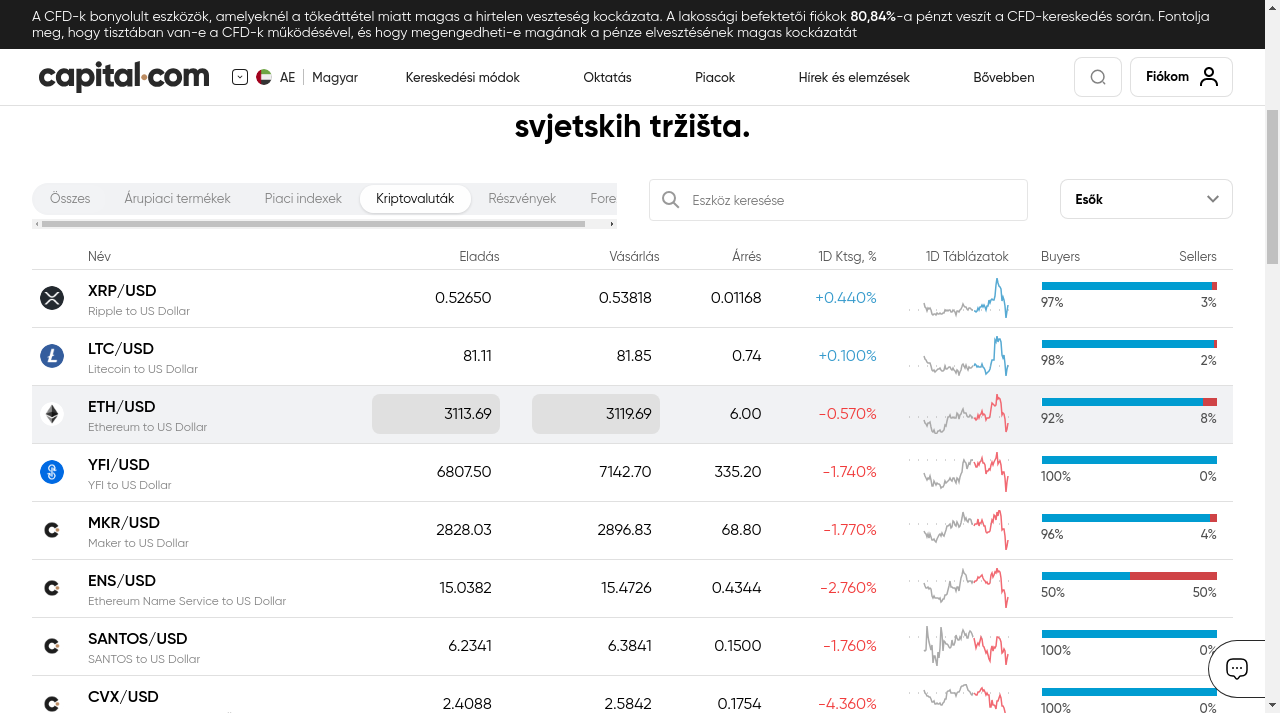 A CFD-k bonyolult eszközök, amelyeknél a tőkeáttétel miatt magas a hirtelen veszteség kockázata. A lakossági befektetői fiókok 80,84%-a pénzt veszít a CFD-kereskedés során. Fontolja
meg, hogy tisztában van-e a CFD-k működésével, és hogy megengedheti-e magának a pénze elvesztésének magas kockázatát
capital.com AE Magyar Kereskedési módok Oktatás Piacok Hírek és elemzések Bővebben Fiókom
svjetskih tržišta.
Összes Árupiaci termékek Piaci indexek Kriptovaluták Részvények Fore Eszköz keresése Esők
Név Eladás Vásárlás Árrés 1D Ktsg, % 1D Táblázatok Buyers Sellers
XRP/USD 0.52650 0.53818 0.01168 +0.440%
Ripple to US Dollar 97% 3%
LTC/USD 81.11 81.85 0.74 +0.100%
Litecoin to US Dollar 98% 2%
ETH/USD 3113.69 3119.69 6.00 -0.570%
Ethereum to US Dollar 92% 8%
YFI/USD 6807.50 7142.70 335.20 -1.740%
YFI to US Dollar 100% 0%
MKR/USD 2828.03 2896.83 68.80 -1.770%
Maker to US Dollar 96% 4%
ENS/USD 15.0382 15.4726 0.4344 -2.760%
Ethereum Name Service to US Dollar 50% 50%
SANTOS/USD 6.2341 6.3841 0.1500 -1.760%
SANTOS to US Dollar 100% 0%
CVX/USD 2.4088 2.5842 0.1754 -4.360%
100% 0%